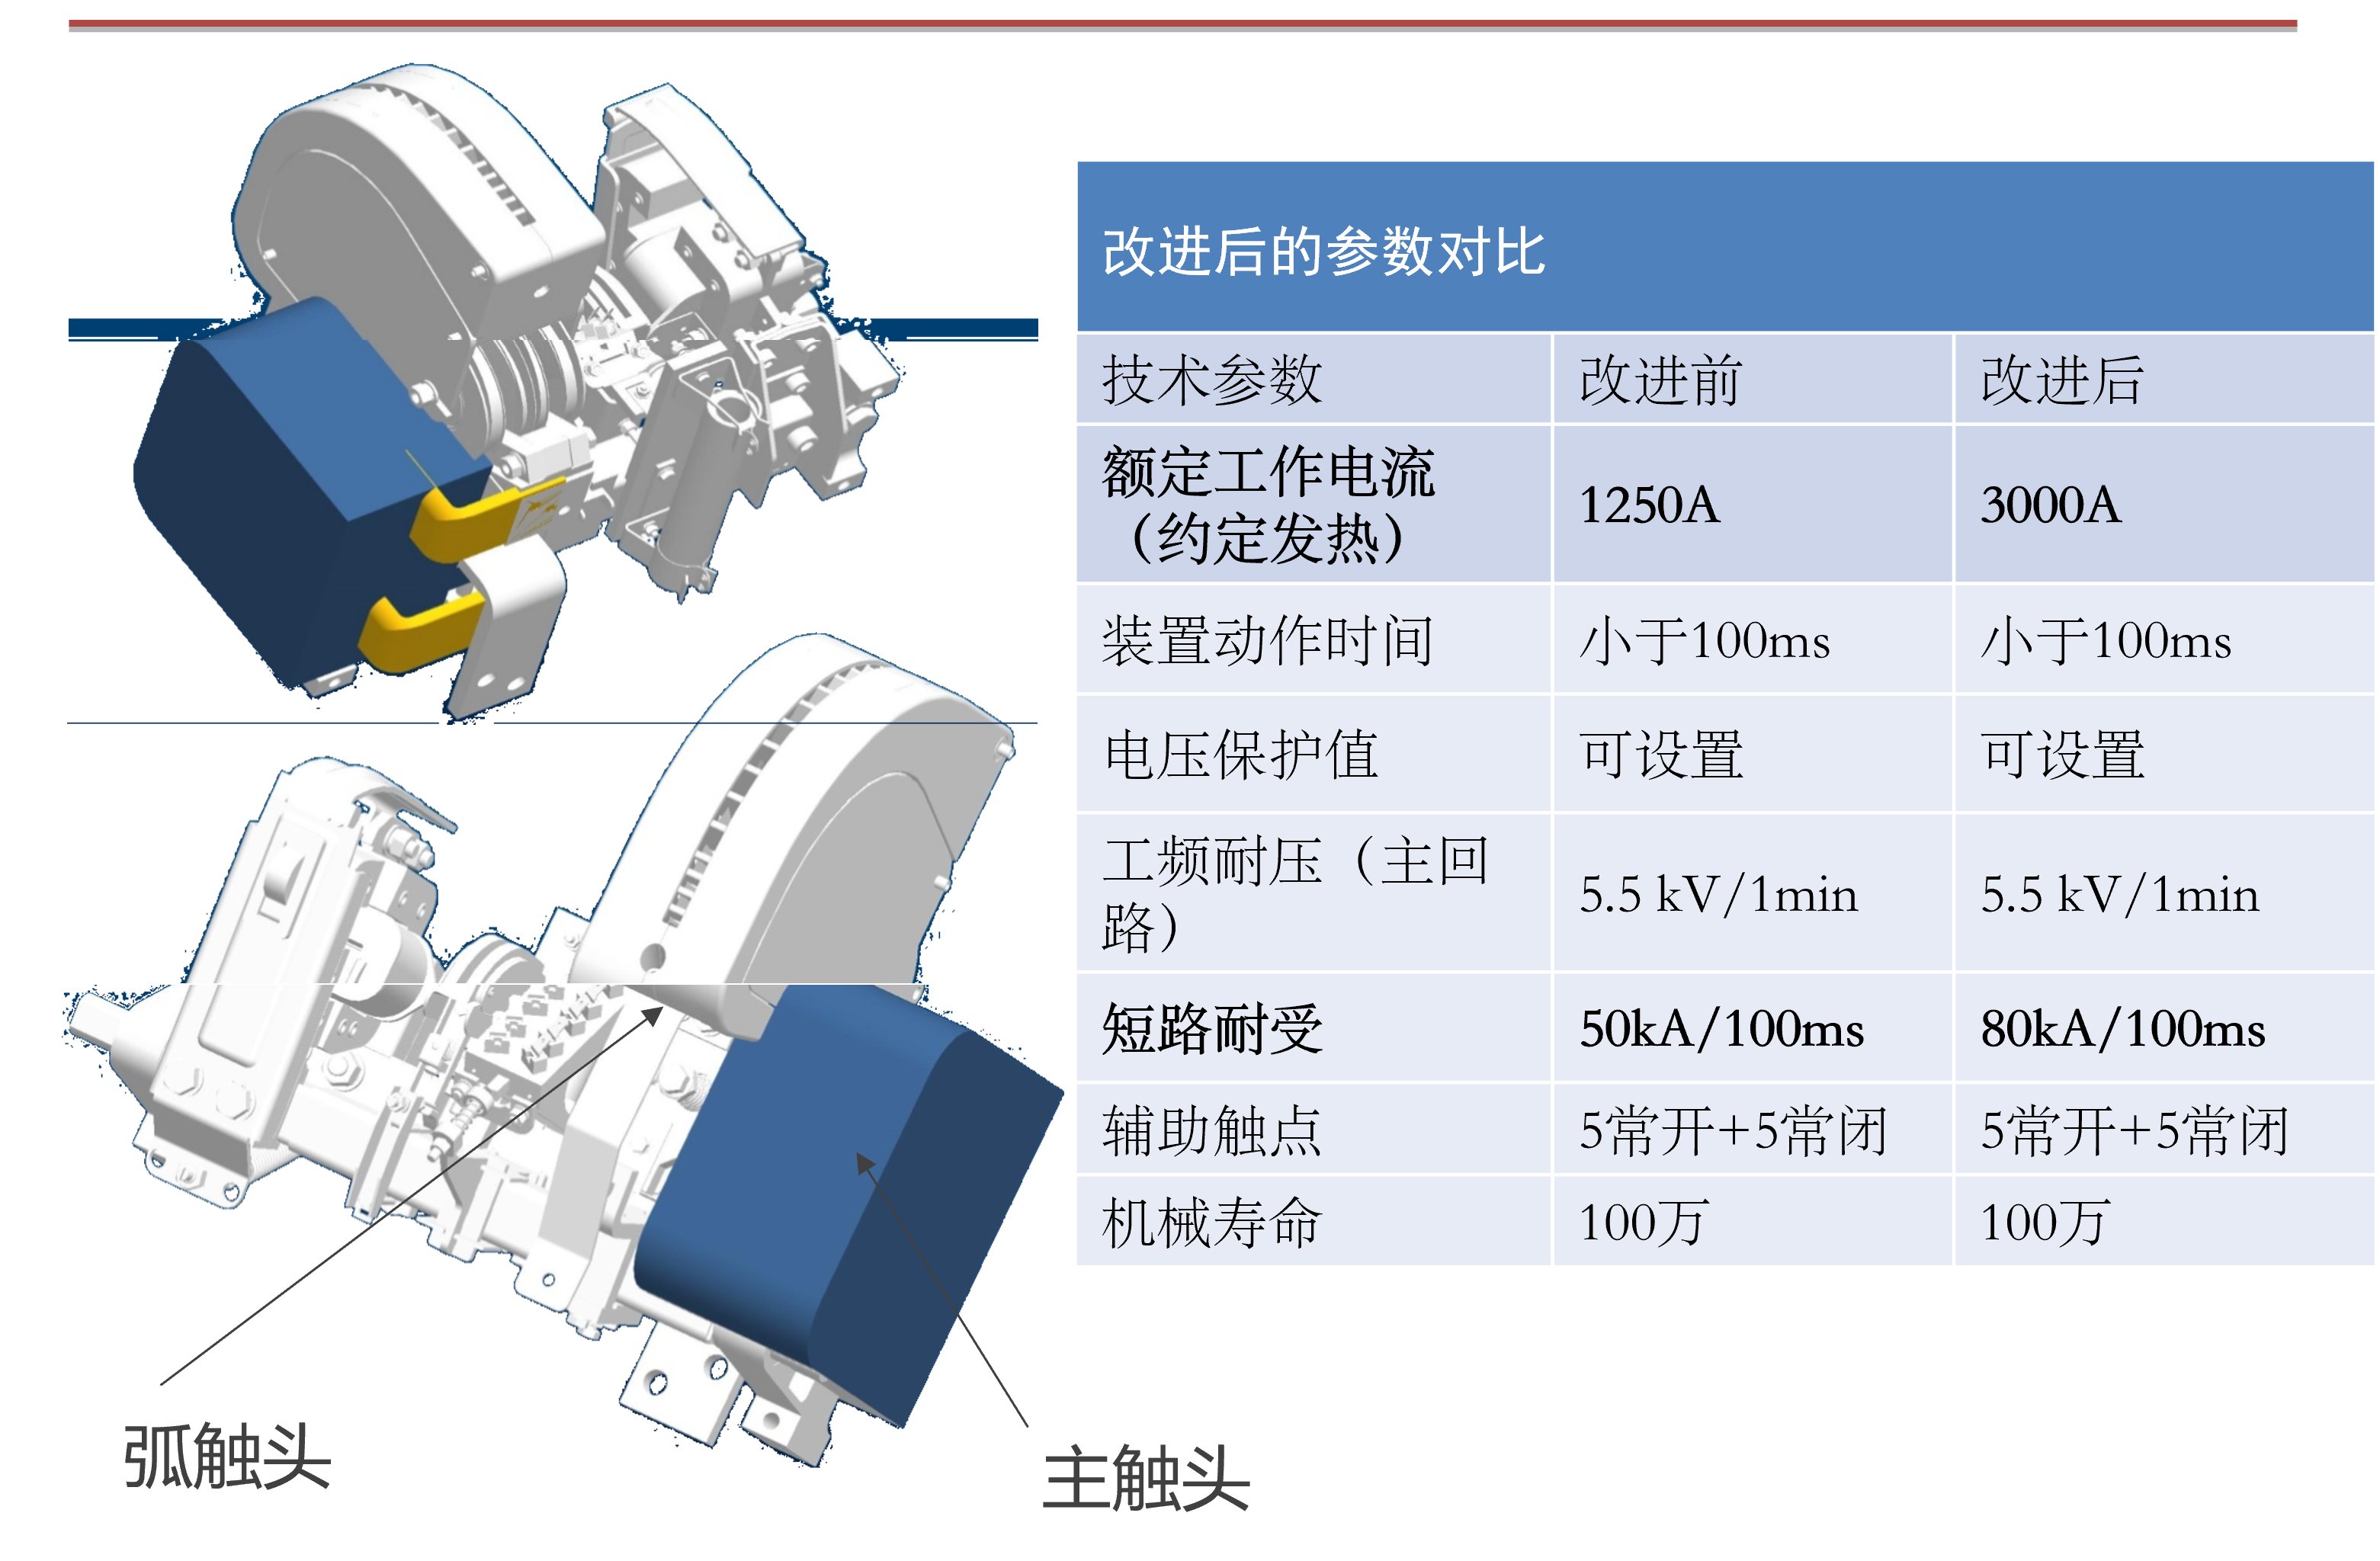 改进后的参数对比
技术参数 改进前 改进后
额定工作电流
（约定发热） 1250A 3000A
装置动作时间 小于100ms 小于100ms
电压保护值 可设置 可设置
工频耐压（主回
路） 5.5 kV/1min 5.5 kV/1min
短路耐受 50kA/100ms 80kA/100ms
辅助触点 5常开+5常闭 5常开+5常闭
机械寿命 100万 100万
弧触头
主触头